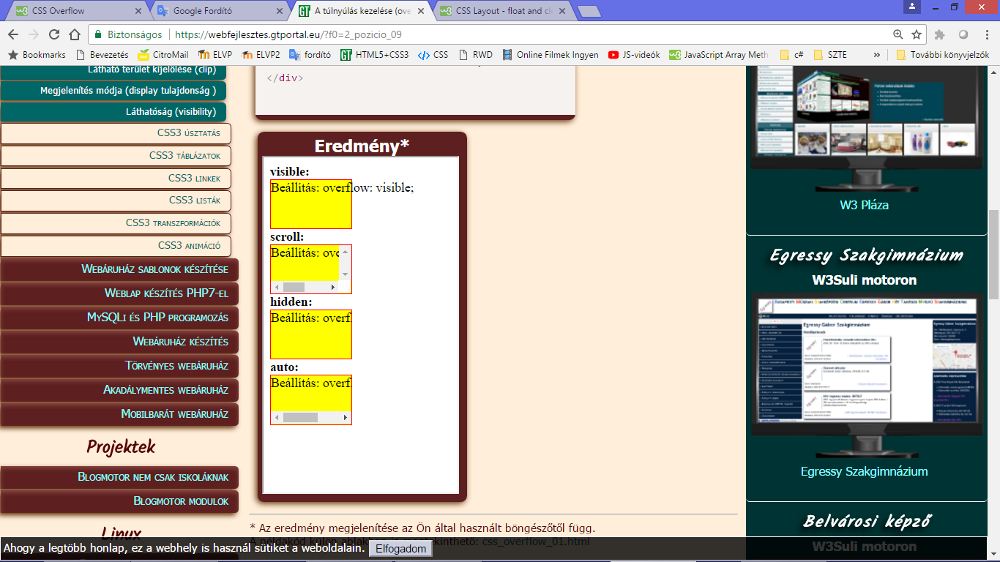 CSS Overflow
Google Fordító
A túlnyúlás kezelése (ove
CSS Layout - float and cl
Biztonságos
https://webfejlesztes.gtportal.eu/?f0=2_pozicio_09
Bookmarks
Bevezetés
CitroMail
ELVP
ELVP2
fordító
HTML5+CSS3
CSS
RWD
Online Filmek Ingyen
JS-videók
JavaScript Array Meth
c#
SZTE
»
További könyvjelzők
Látható terület kijelölése (clip)
Megjelenítés módja (display tulajdonság )
Láthatóság (visibility)
CSS3 úsztatás
CSS3 táblázatok
CSS3 linkek
CSS3 listák
CSS3 transzformációk
CSS3 animáció
Webáruház sablonok készítése
Weblap készítés PHP7-el
MySQLi és PHP programozás
Webáruház készítés
Törvényes webáruház
Akadálymentes webáruház
Mobilbarát webáruház
Projektek
Blogmotor nem csak iskoláknak
Blogmotor modulok
Linux
</div>
Eredmény*
visible:
Beállítás: overflow: visible;
scroll:
Beállítás: ove
hidden:
Beállítás: overf
auto:
Beállítás: overf
* Az eredmény megjelenítése az Ön által használt böngészőtől függ.
css_overflow_01.html
W3 Pláza
Egressy Szakgimnázium
W3Suli motoron
Egressy Gábor Szakgimnázium
Egressy Szakgimnázium
Belvárosi képző
W3Suli motoron
Ahogy a legtöbb honlap, ez a webhely is használ sütiket a weboldalain.
Elfogadom